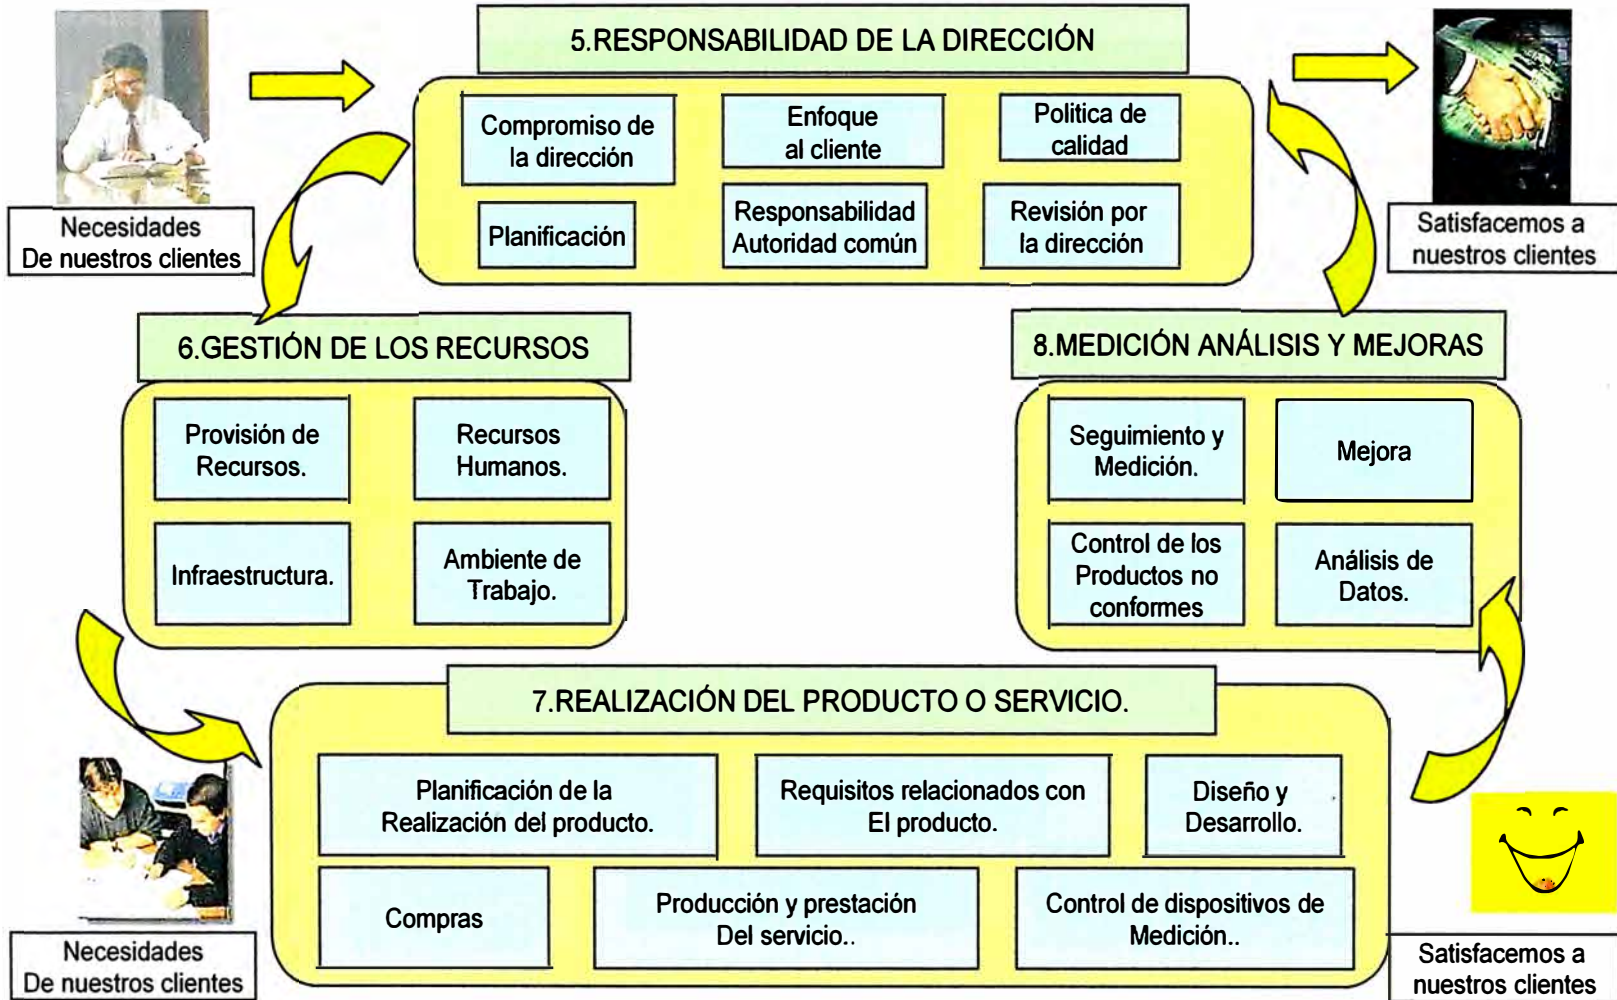 5.RESPONSABILIDAD DE LA DIRECCIÓN
Compromiso de
la dirección
Enfoque
al cliente
Politica de
calidad
Planificación
Responsabilidad
Autoridad común
Revisión por
la dirección
Necesidades
De nuestros clientes
Satisfacemos a
nuestros clientes
6.GESTIÓN DE LOS RECURSOS
Provisión de
Recursos.
Recursos
Humanos.
Infraestructura.
Ambiente de
Trabajo.
8.MEDICIÓN ANÁLISIS Y MEJORAS
Seguimiento y
Medición.
Mejora
Control de los
Productos no
conformes
Análisis de
Datos.
7.REALIZACIÓN DEL PRODUCTO O SERVICIO.
Planificación de la
Realización del producto.
Requisitos relacionados con
El producto.
Diseño y
Desarrollo.
Compras
Producción y prestación
Del servicio..
Control de dispositivos de
Medición..
Necesidades
De nuestros clientes
Satisfacemos a
nuestros clientes